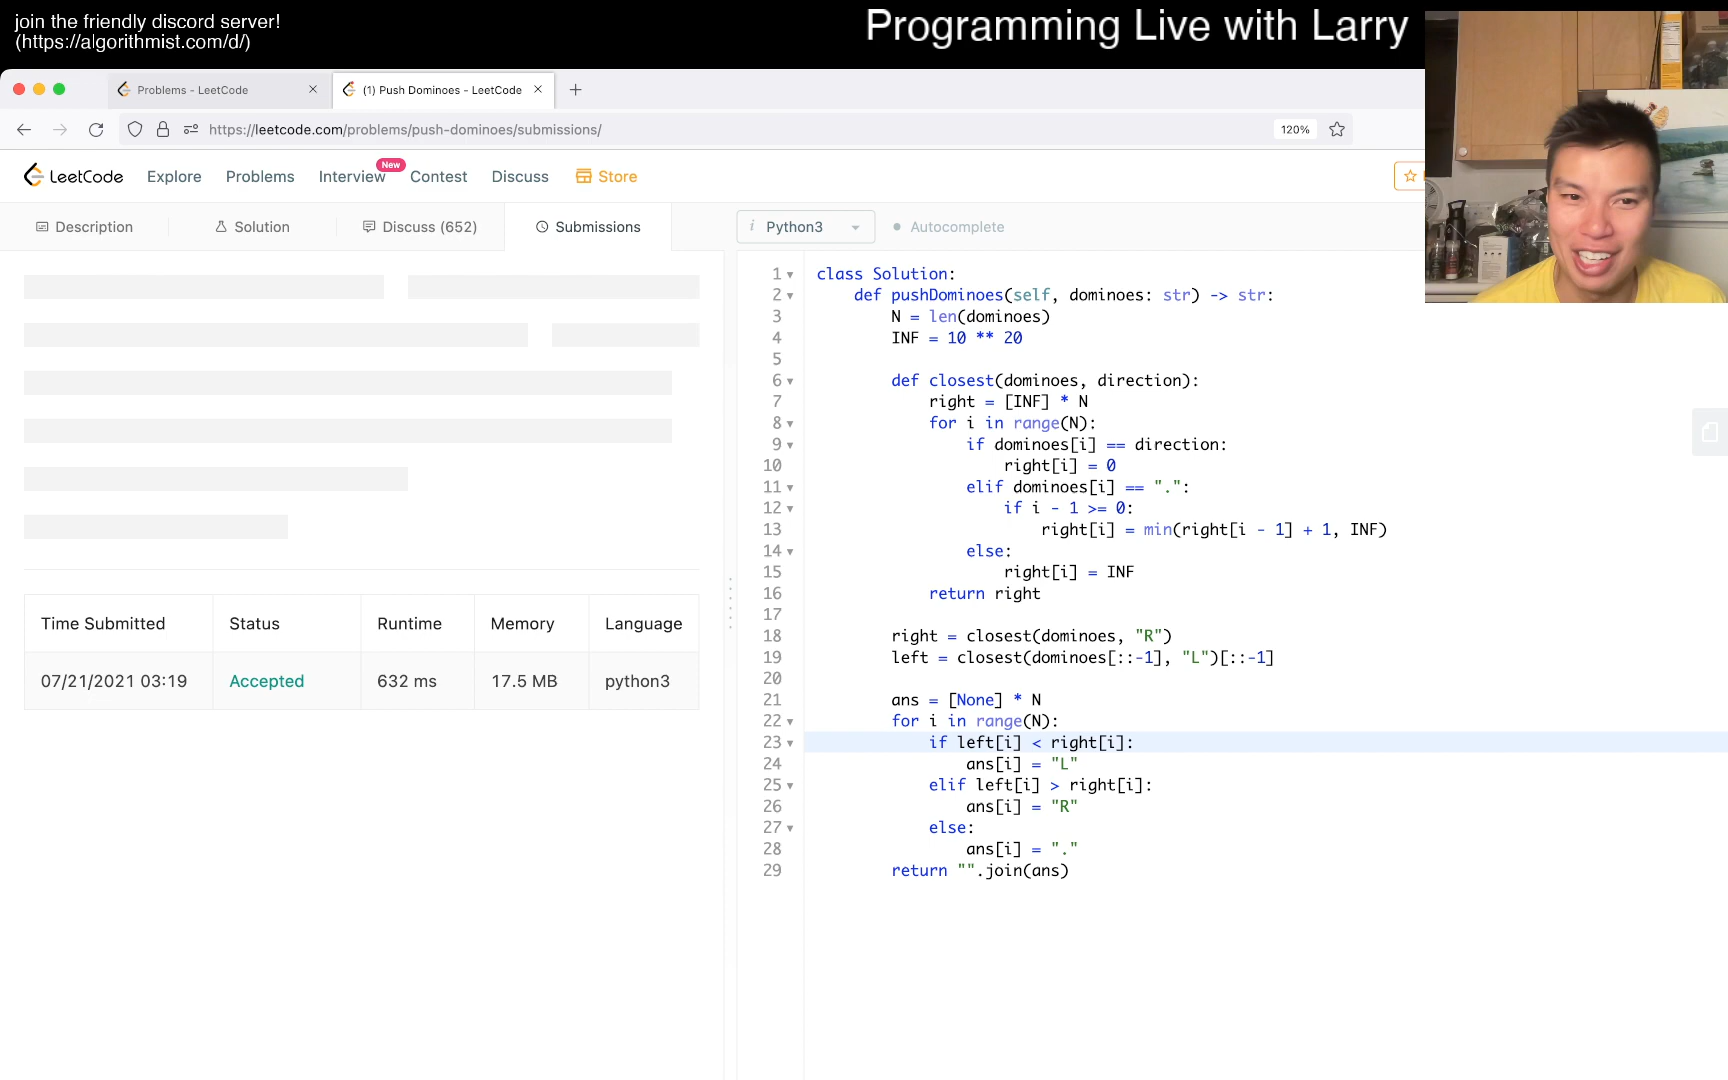 join the friendly discord server!
(https://algorithmist.com/d/)
Programming Live with Larry
Problems - LeetCode
(1) Push Dominoes - LeetCode
https://leetcode.com/problems/push-dominoes/submissions/
120%
LeetCode
Explore
Problems
Interview
New
Contest
Discuss
Store
Description
Solution
Discuss (652)
Submissions
i Python3
Autocomplete
Time Submitted
Status
Runtime
Memory
Language
07/21/2021 03:19
Accepted
632 ms
17.5 MB
python3
1 class Solution:
2 def pushDominoes(self, dominoes: str) -> str:
3 N = len(dominoes)
4 INF = 10 ** 20
5
6 def closest(dominoes, direction):
7 right = [INF] * N
8 for i in range(N):
9 if dominoes[i] == direction:
10 right[i] = 0
11 elif dominoes[i] == ".":
12 if i - 1 >= 0:
13 right[i] = min(right[i - 1] + 1, INF)
14 else:
15 right[i] = INF
16 return right
17
18 right = closest(dominoes, "R")
19 left = closest(dominoes[::-1], "L")[::-1]
20
21 ans = [None] * N
22 for i in range(N):
23 if left[i] < right[i]:
24 ans[i] = "L"
25 elif left[i] > right[i]:
26 ans[i] = "R"
27 else:
28 ans[i] = "."
29 return "".join(ans)